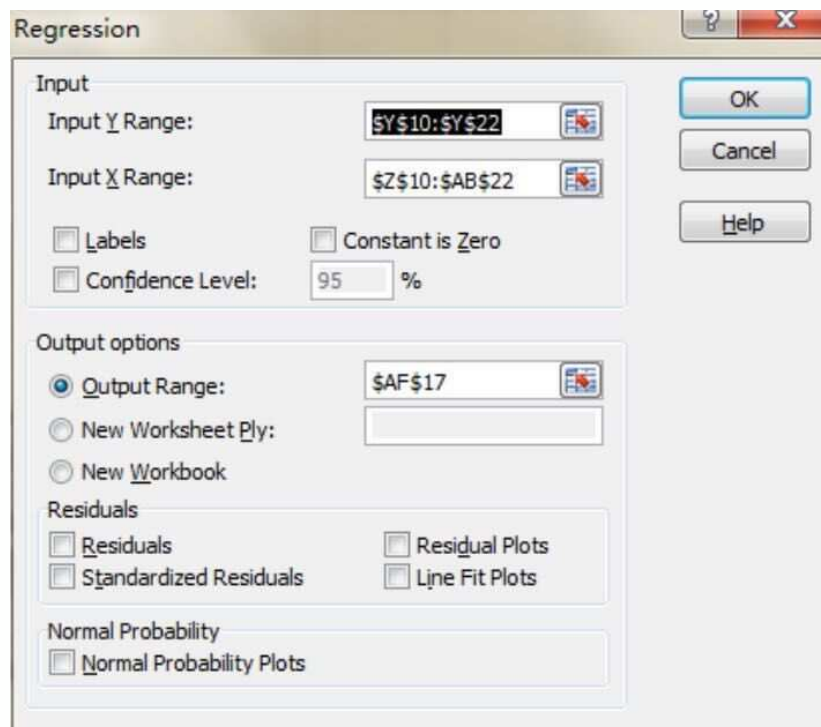 Regression
?
X
Input
Input Y Range:
$Y$10:$Y$22
OK
Input X Range:
$Z$10:$AB$22
Cancel
Labels
Constant is Zero
Help
Confidence Level:
95
%
Output options
Output Range:
$AF$17
New Worksheet Ply:
New Workbook
Residuals
Residuals
Residual Plots
Standardized Residuals
Line Fit Plots
Normal Probability
Normal Probability Plots